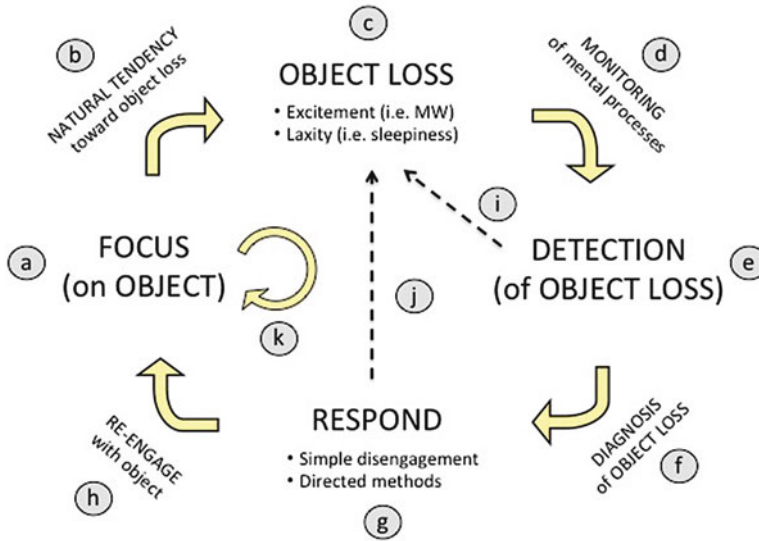 c
OBJECT LOSS
• Excitement (i.e. MW)
• Laxity (i.e. sleepiness)
b
NATURAL TENDENCY
toward object loss
d
MONITORING
of mental processes
a
FOCUS
(on OBJECT)
k
i
j
DETECTION
(of OBJECT LOSS)
e
RE-ENGAGE
with object
h
RESPOND
• Simple disengagement
• Directed methods
g
DIAGNOSIS
of OBJECT LOSS
f